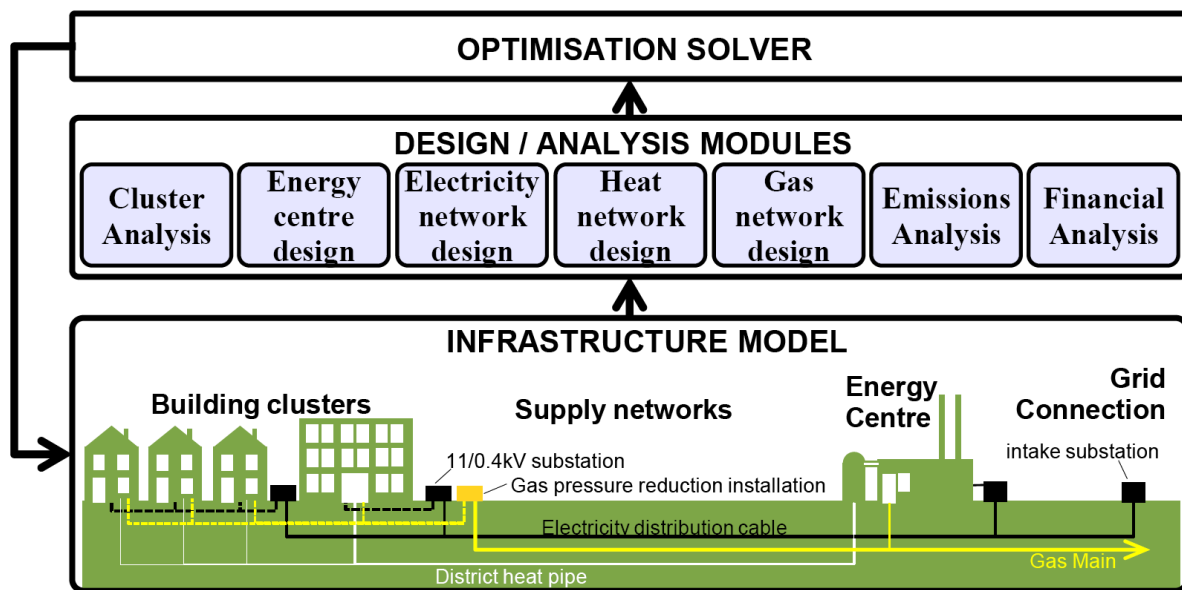 OPTIMISATION SOLVER
DESIGN / ANALYSIS MODULES
Cluster
Analysis
Energy
centre
design
Electricity
network
design
Heat
network
design
Gas
network
design
Emissions
Analysis
Financial
Analysis
INFRASTRUCTURE MODEL
Building clusters
Supply networks
Energy
Centre
Grid
Connection
11/0.4kV substation
intake substation
Gas pressure reduction installation
Electricity distribution cable
Gas Main
District heat pipe